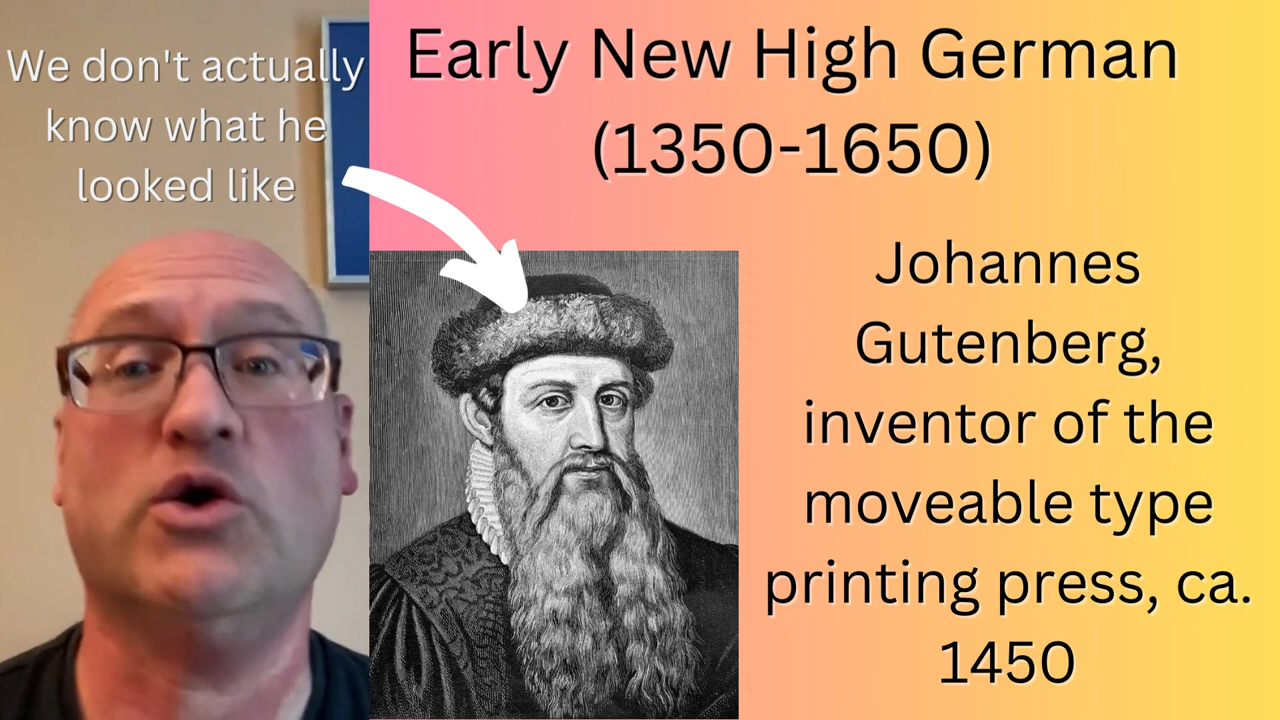 We don't actually
know what he
looked like
Early New High German
(1350-1650)
Johannes
Gutenberg,
inventor of the
moveable type
printing press, ca.
1450